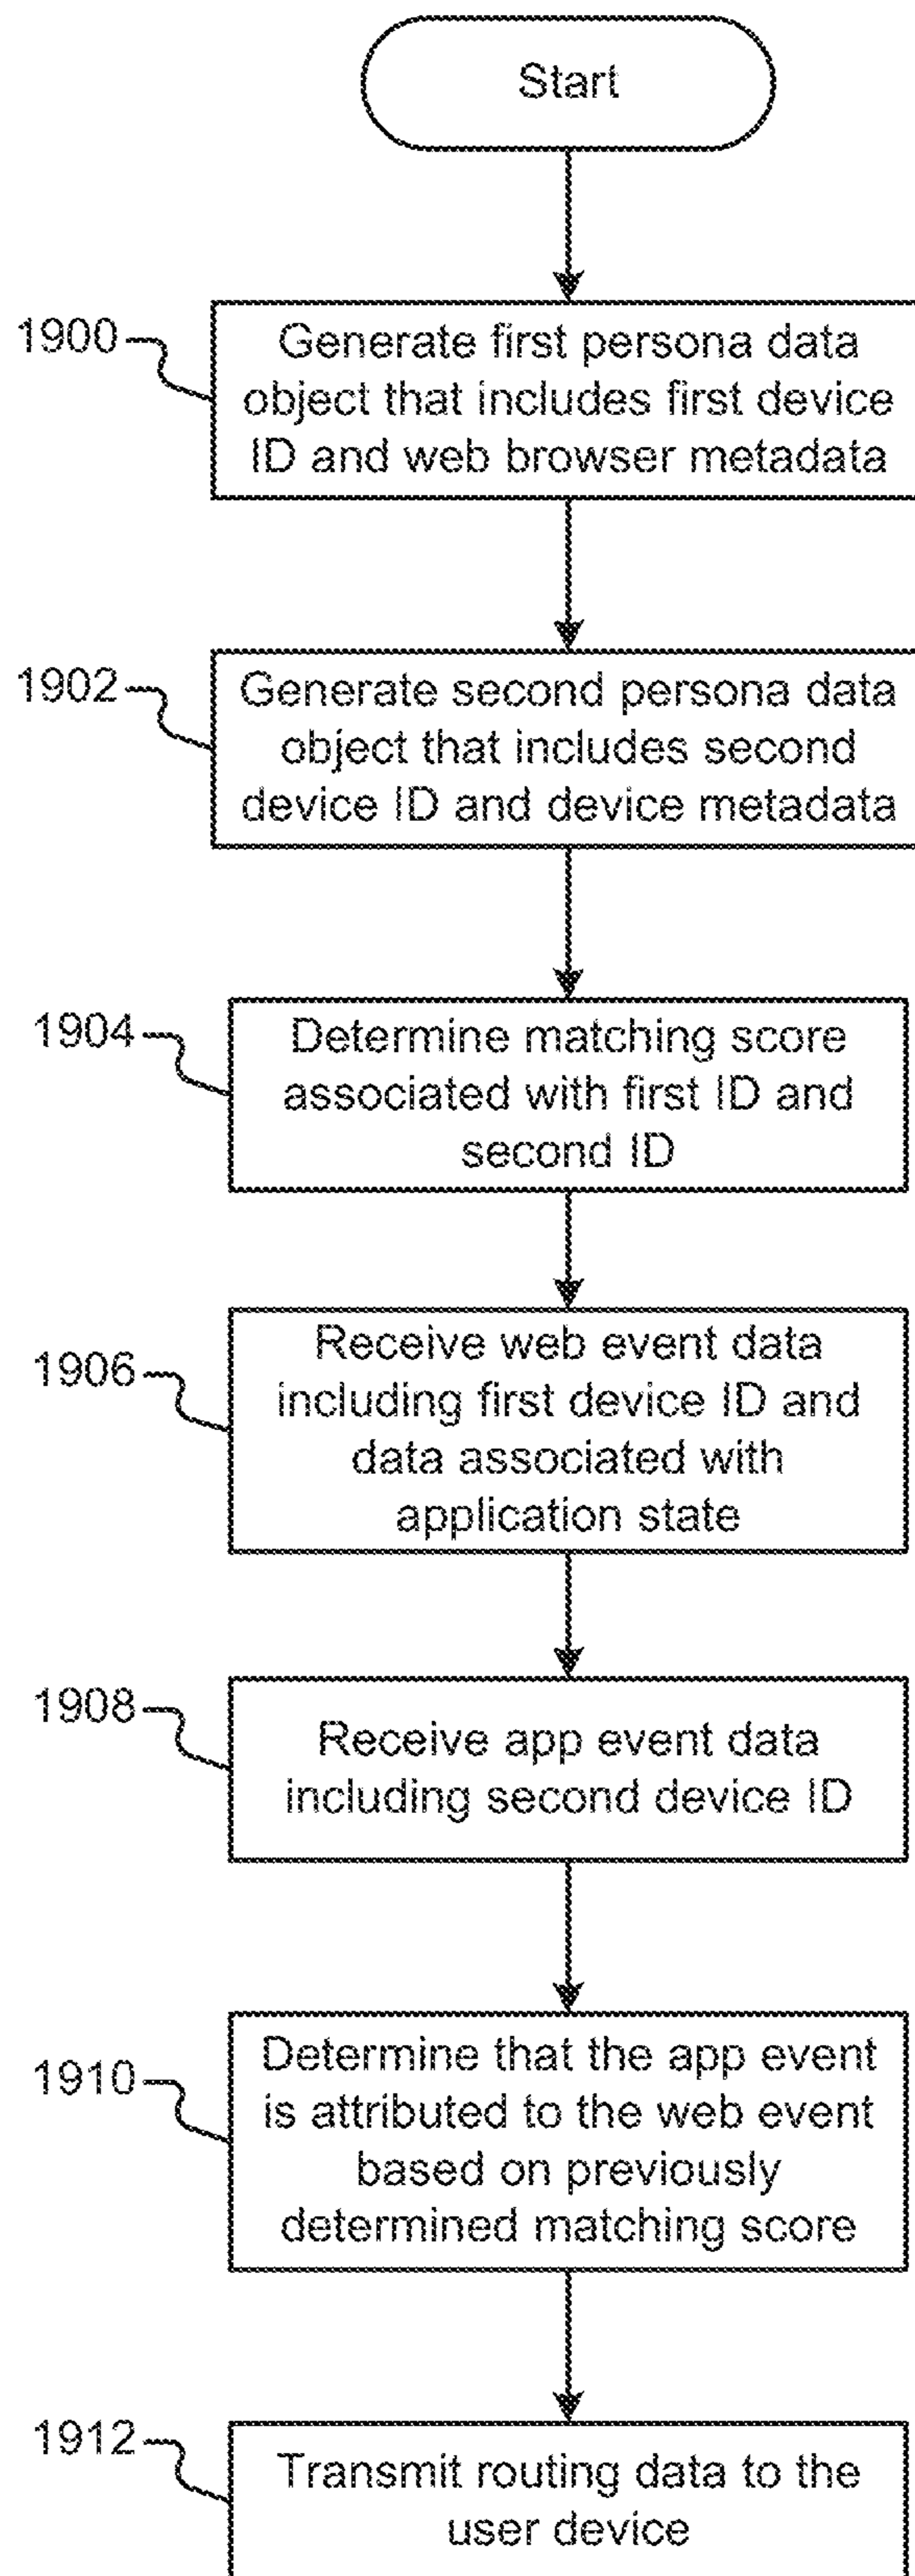 Start
1900
Generate first persona data
object that includes first device
ID and web browser metadata
1902
Generate second persona data
object that includes second
device ID and device metadata
1904
Determine matching score
associated with first ID and
second ID
1906
Receive web event data
including first device ID and
data associated with
application state
1908
Receive app event data
including second device ID
1910
Determine that the app event
is attributed to the web event
based on previously
determined matching score
1912
Transmit routing data to the
user device